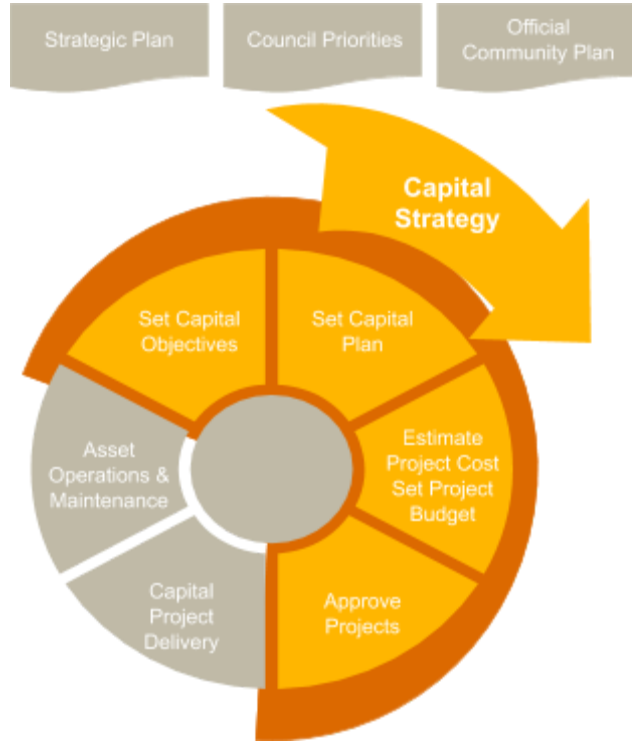 Strategic Plan
Council Priorities
Official
Community Plan
Capital
Strategy
Set Capital
Objectives
Set Capital
Plan
Estimate
Project Cost
Set Project
Budget
Approve
Projects
Capital
Project
Delivery
Asset
Operations &
Maintenance